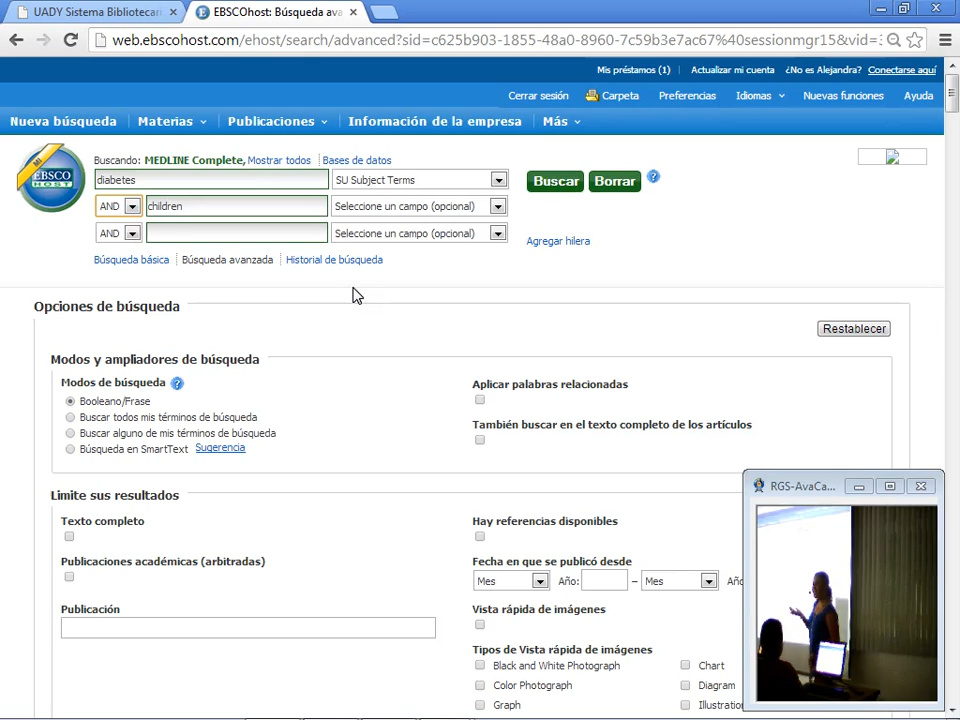 UADY Sistema Bibliotecari
EBSCOhost: Búsqueda ava
web.ebscohost.com/ehost/search/advanced?sid=c625b903-1855-48a0-8960-7c59b3e7ac67%40sessionmgr15&vid=
Mis préstamos (1) Actualizar mi cuenta ¿No es Alejandra? Conectarse aquí
Cerrar sesión Carpeta Preferencias Idiomas Nuevas funciones Ayuda
Nueva búsqueda Materias Publicaciones Información de la empresa Más
MI
EBSCO
HOST
Buscando: MEDLINE Complete, Mostrar todos Bases de datos
diabetes SU Subject Terms Buscar Borrar ?
AND children Seleccione un campo (opcional)
AND Seleccione un campo (opcional) Agregar hilera
Búsqueda básica Búsqueda avanzada Historial de búsqueda
Opciones de búsqueda
Restablecer
Modos y ampliadores de búsqueda
Modos de búsqueda ?
Booleano/Frase
Buscar todos mis términos de búsqueda
Buscar alguno de mis términos de búsqueda
Búsqueda en SmartText Sugerencia
Aplicar palabras relacionadas
También buscar en el texto completo de los artículos
Limite sus resultados
Texto completo
Publicaciones académicas (arbitradas)
Publicación
Hay referencias disponibles
Fecha en que se publicó desde
Mes Año: – Mes Año
Vista rápida de imágenes
Tipos de Vista rápida de imágenes
Black and White Photograph Chart
Color Photograph Diagram
Graph Illustratio
RGS-AvaCa...